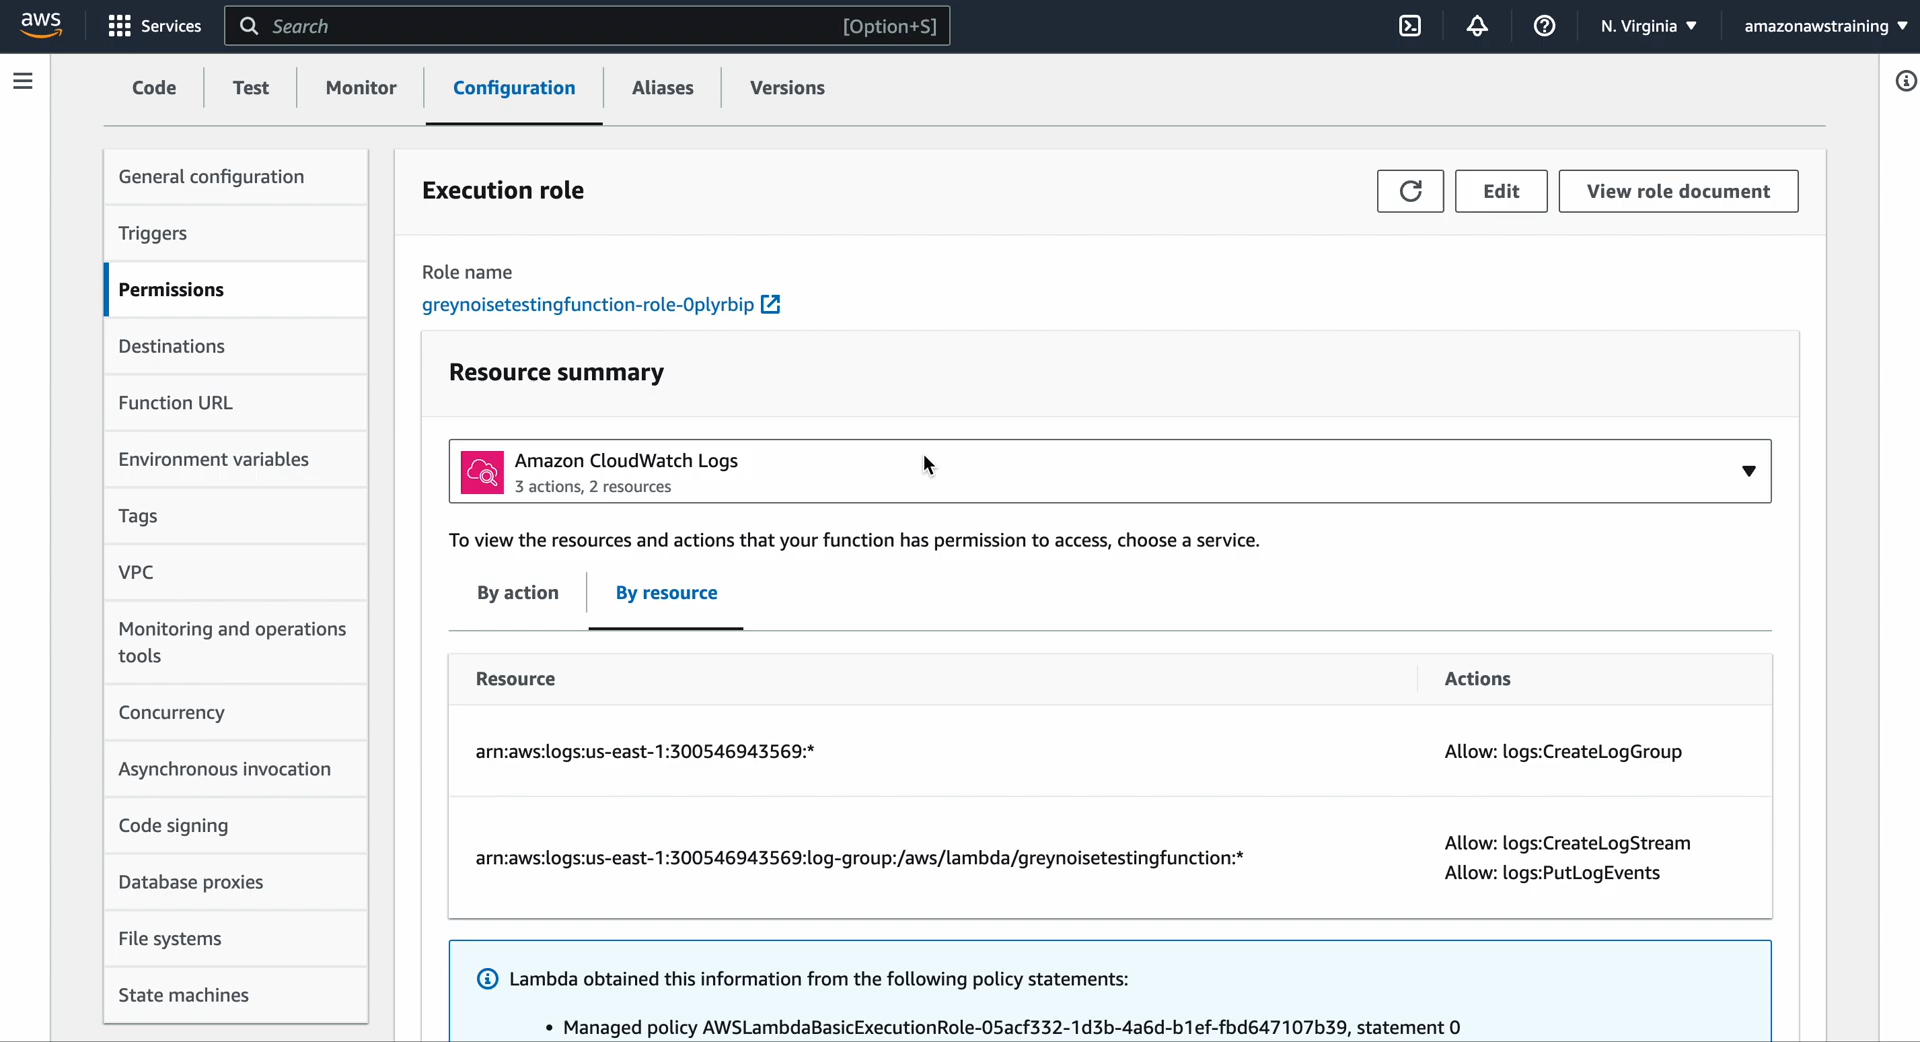 aws
Services
Search
[Option+S]
N. Virginia
amazonawstraining
Code
Test
Monitor
Configuration
Aliases
Versions
General configuration
Triggers
Permissions
Destinations
Function URL
Environment variables
Tags
VPC
Monitoring and operations
tools
Concurrency
Asynchronous invocation
Code signing
Database proxies
File systems
State machines
Execution role
Edit
View role document
Role name
greynoisetestingfunction-role-0plyrbip
Resource summary
Amazon CloudWatch Logs
3 actions, 2 resources
To view the resources and actions that your function has permission to access, choose a service.
By action
By resource
Resource
Actions
arn:aws:logs:us-east-1:300546943569:*
Allow: logs:CreateLogGroup
arn:aws:logs:us-east-1:300546943569:log-group:/aws/lambda/greynoisetestingfunction:*
Allow: logs:CreateLogStream
Allow: logs:PutLogEvents
Lambda obtained this information from the following policy statements:
• Managed policy AWSLambdaBasicExecutionRole-05acf332-1d3b-4a6d-b1ef-fbd647107b39, statement 0